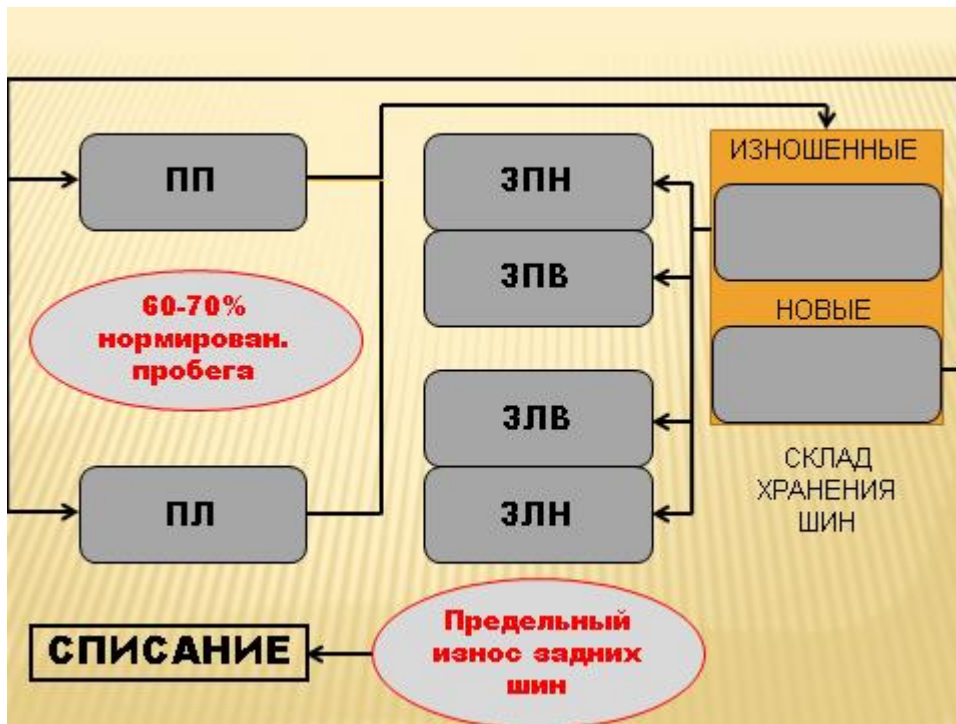 ПП
ЗПН
ИЗНОШЕННЫЕ
ЗПВ
60-70%
нормирован.
пробега
НОВЫЕ
ЗЛВ
ПЛ
ЗЛН
СКЛАД
ХРАНЕНИЯ
ШИН
СПИСАНИЕ
Предельный
износ задних
шин